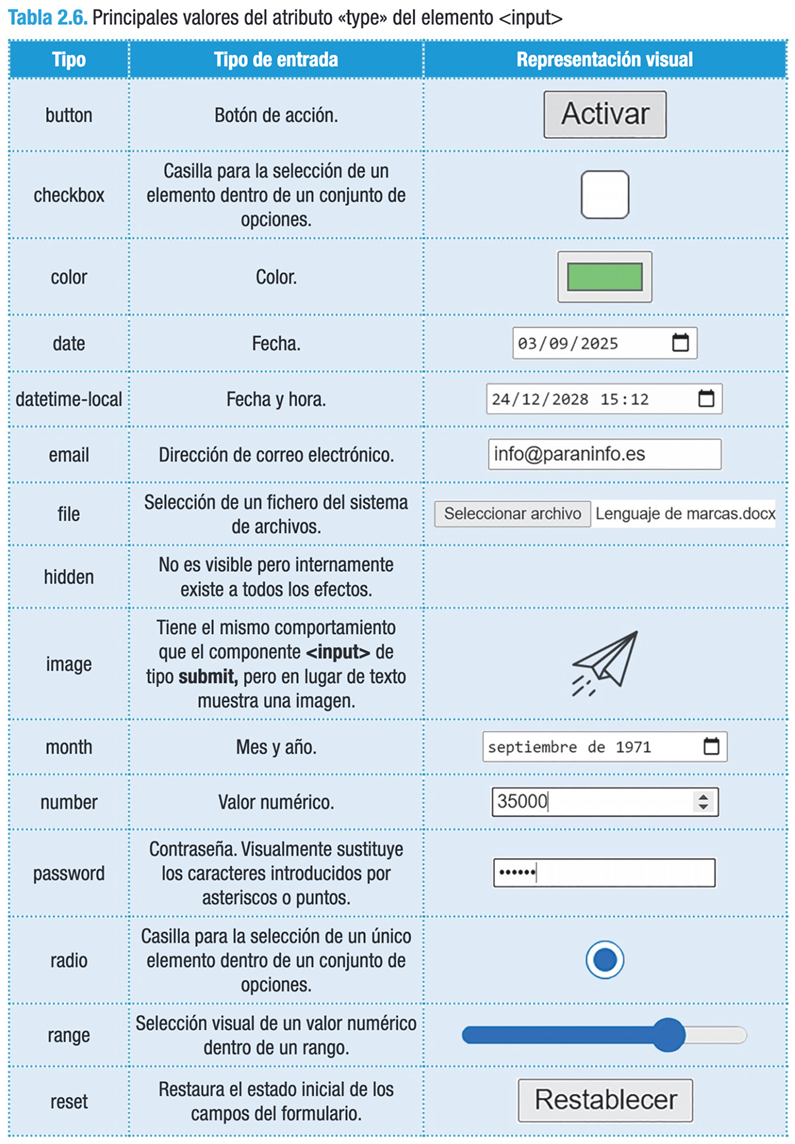 Tabla 2.6. Principales valores del atributo «type» del elemento <input>
Tipo
Tipo de entrada
Representación visual
button
Botón de acción.
Activar
checkbox
Casilla para la selección de un
elemento dentro de un conjunto de
opciones.
color
Color.
date
Fecha.
03/09/2025
datetime-local
Fecha y hora.
24/12/2028 15:12
email
Dirección de correo electrónico.
info@paraninfo.es
file
Selección de un fichero del sistema
de archivos.
Seleccionar archivo Lenguaje de marcas.docx
hidden
No es visible pero internamente
existe a todos los efectos.
image
Tiene el mismo comportamiento
que el componente <input> de
tipo submit, pero en lugar de texto
muestra una imagen.
month
Mes y año.
septiembre de 1971
number
Valor numérico.
35000
password
Contraseña. Visualmente sustituye
los caracteres introducidos por
asteriscos o puntos.
••••••
radio
Casilla para la selección de un único
elemento dentro de un conjunto de
opciones.
range
Selección visual de un valor numérico
dentro de un rango.
reset
Restaura el estado inicial de los
campos del formulario.
Restablecer